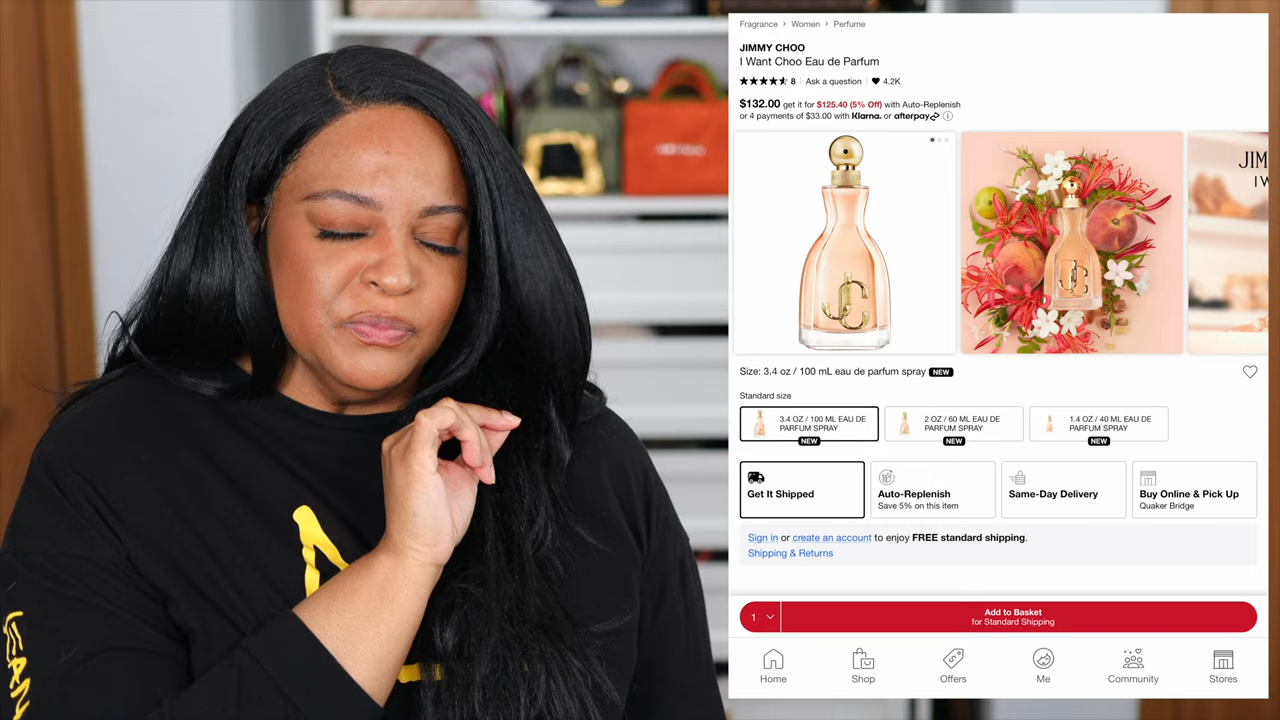 Fragrance > Women > Perfume
JIMMY CHOO
I Want Choo Eau de Parfum
8 Ask a question 4.2K
$132.00 get it for $125.40 (5% Off) with Auto-Replenish
or 4 payments of $33.00 with Klarna. or afterpay
JC
JC
JIM
I W
Size: 3.4 oz / 100 mL eau de parfum spray NEW
Standard size
3.4 OZ / 100 ML EAU DE
PARFUM SPRAY
NEW
2 OZ / 60 ML EAU DE
PARFUM SPRAY
NEW
1.4 OZ / 40 ML EAU DE
PARFUM SPRAY
NEW
Get It Shipped
Auto-Replenish
Save 5% on this item
Same-Day Delivery
Buy Online & Pick Up
Quaker Bridge
Sign in or create an account to enjoy FREE standard shipping.
Shipping & Returns
1
Add to Basket
for Standard Shipping
Home
Shop
Offers
Me
Community
Stores